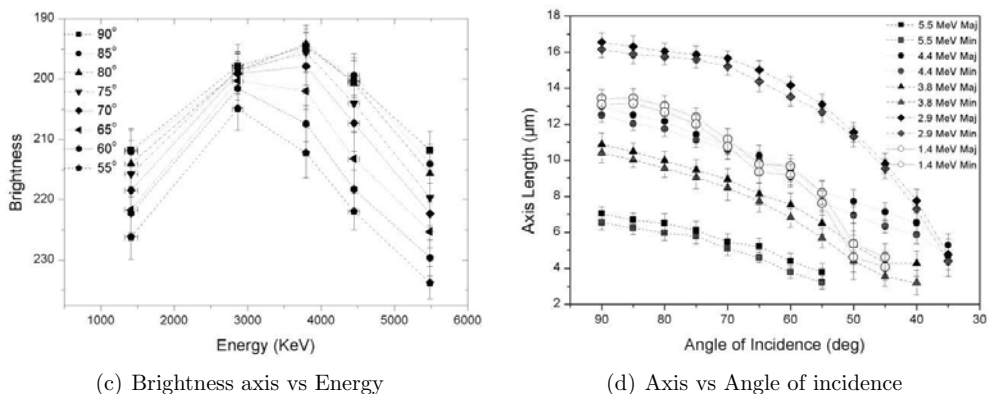 190
200
210
220
230
Brightness
90°
85°
80°
75°
70°
65°
60°
55°
1000 2000 3000 4000 5000 6000
Energy (KeV)
(c) Brightness axis vs Energy
18
16
14
12
10
8
6
4
2
Axis Length (μm)
5.5 MeV Maj
5.5 MeV Min
4.4 MeV Maj
4.4 MeV Min
3.8 MeV Maj
3.8 MeV Min
2.9 MeV Maj
2.9 MeV Min
1.4 MeV Maj
1.4 MeV Min
90 80 70 60 50 40 30
Angle of Incidence (deg)
(d) Axis vs Angle of incidence